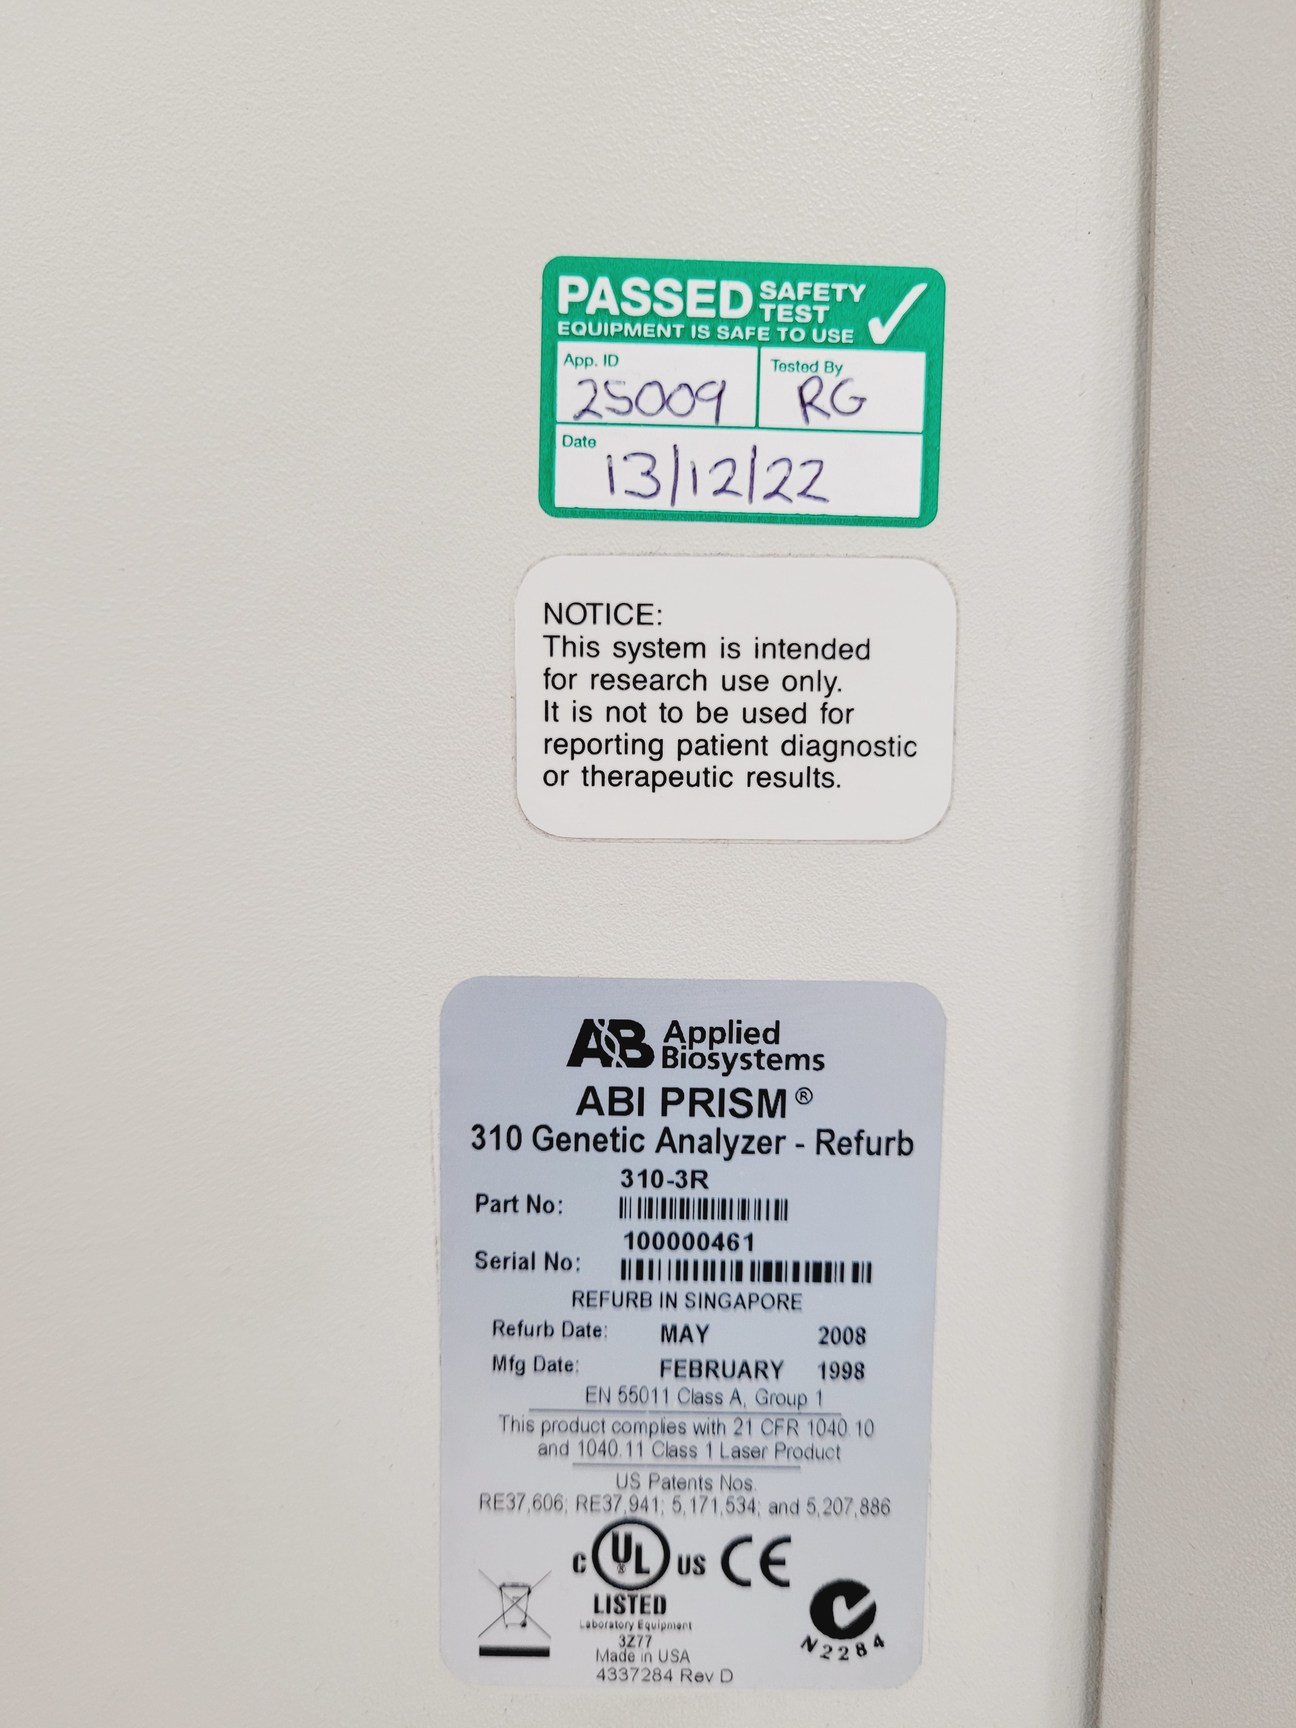 PASSED SAFETY TEST
EQUIPMENT IS SAFE TO USE
App. ID
25009
Tested By
RG
Date
13/12/22
NOTICE:
This system is intended
for research use only.
It is not to be used for
reporting patient diagnostic
or therapeutic results.
AB Applied Biosystems
ABI PRISM®
310 Genetic Analyzer - Refurb
310-3R
Part No:
100000461
Serial No:
REFURB IN SINGAPORE
Refurb Date: MAY 2008
Mfg Date: FEBRUARY 1998
EN 55011 Class A, Group 1
This product complies with 21 CFR 1040.10
and 1040.11 Class 1 Laser Product
US Patents Nos.
RE37,606; RE37,941; 5,171,534; and 5,207,886
C UL US CE
LISTED
Laboratory Equipment
3Z77
Made in USA
4337284 Rev D
N2284